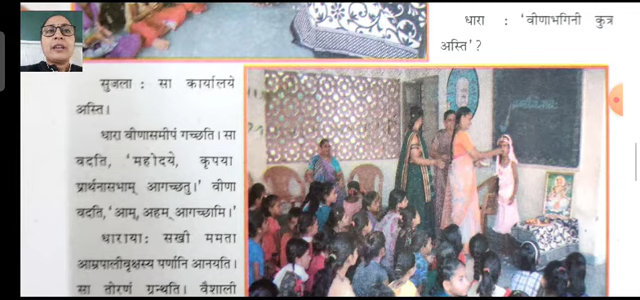 धारा : ‘वीणाभगिनी कुत्र
अस्ति’?
सुजला : सा कार्यालये
अस्ति।
धारा वीणासमीपं गच्छति। सा
वदति, ‘महोदये, कृपया
प्रार्थनासभाम् आगच्छतु।’ वीणा
वदति, ‘आम्, अहम् आगच्छामि।’
धाराया: सखी ममता
आम्रपालीवृक्षस्य पर्णानि आनयति।
सा तोरणं ग्रन्थति। वैशाली